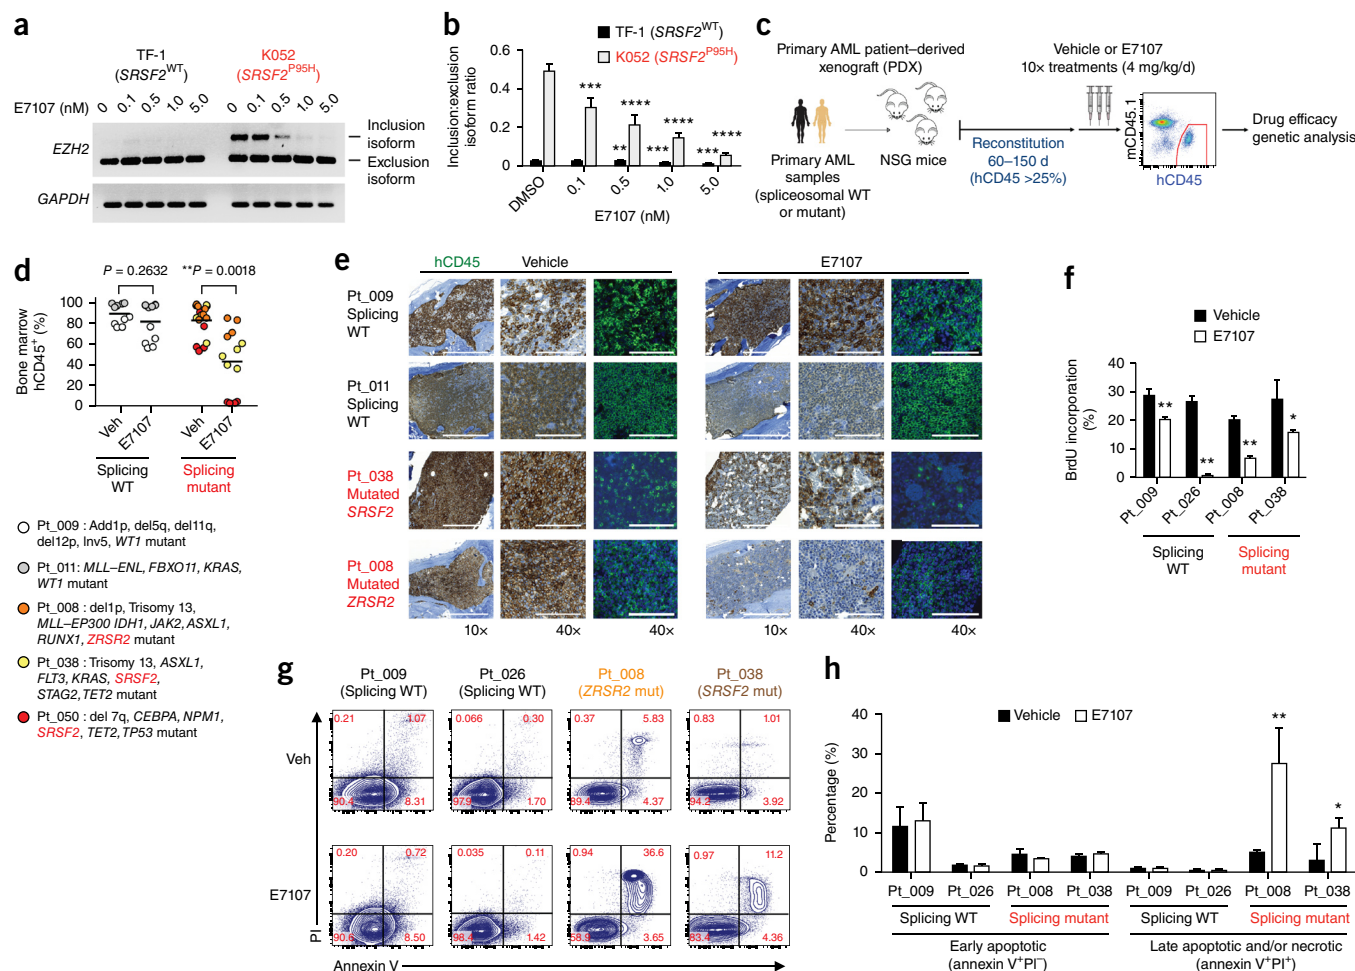 a
TF-1
(SRSF2WT)
K052
(SRSF2P95H)
E7107 (nM)
0 0.1 0.5 1.0 5.0 0 0.1 0.5 1.0 5.0
EZH2
Inclusion
isoform
Exclusion
isoform
GAPDH
b
TF-1 (SRSF2WT)
K052 (SRSF2P95H)
Inclusion:exclusion
isoform ratio
0.6
0.4
0.2
0
*** **** **** ****
** *** ***
DMSO 0.1 0.5 1.0 5.0
E7107 (nM)
c
Primary AML patient–derived
xenograft (PDX)
Primary AML
samples
(spliceosomal WT
or mutant)
NSG mice
Reconstitution
60–150 d
(hCD45 >25%)
Vehicle or E7107
10× treatments (4 mg/kg/d)
mCD45.1
hCD45
Drug efficacy
genetic analysis
d
P = 0.2632 **P = 0.0018
Bone marrow
hCD45+ (%)
100
80
60
40
20
0
Veh E7107 Veh E7107
Splicing
WT
Splicing
mutant
Pt_009 : Add1p, del5q, del11q,
del12p, Inv5, WT1 mutant
Pt_011: MLL–ENL, FBXO11, KRAS,
WT1 mutant
Pt_008 : del1p, Trisomy 13,
MLL–EP300 IDH1, JAK2, ASXL1,
RUNX1, ZRSR2 mutant
Pt_038 : Trisomy 13, ASXL1,
FLT3, KRAS, SRSF2,
STAG2, TET2 mutant
Pt_050 : del 7q, CEBPA, NPM1,
SRSF2, TET2, TP53 mutant
e
hCD45 Vehicle E7107
Pt_009
Splicing
WT
Pt_011
Splicing
WT
Pt_038
Mutated
SRSF2
Pt_008
Mutated
ZRSR2
10× 40× 40× 10× 40× 40×
f
Vehicle
E7107
BrdU incorporation
(%)
40
30
20
10
0
** ** ** *
Pt_009 Pt_026 Pt_008 Pt_038
Splicing
WT
Splicing
mutant
g
Pt_009
(Splicing WT)
Pt_026
(Splicing WT)
Pt_008
(ZRSR2 mut)
Pt_038
(SRSF2 mut)
Veh
0.21 1.07 0.066 0.30 0.37 5.83 0.83 1.01
90.4 8.31 97.9 1.70 89.4 4.37 94.2 3.92
E7107
0.20 0.72 0.035 0.11 0.94 36.6 0.97 11.2
90.6 8.50 98.4 1.42 58.9 3.65 83.4 4.36
PI
Annexin V
h
Vehicle E7107
Percentage (%)
40
30
20
10
0
** *
Pt_009 Pt_026 Pt_008 Pt_038 Pt_009 Pt_026 Pt_008 Pt_038
Splicing WT Splicing mutant Splicing WT Splicing mutant
Early apoptotic
(annexin V+PI−)
Late apoptotic and/or necrotic
(annexin V+PI+)